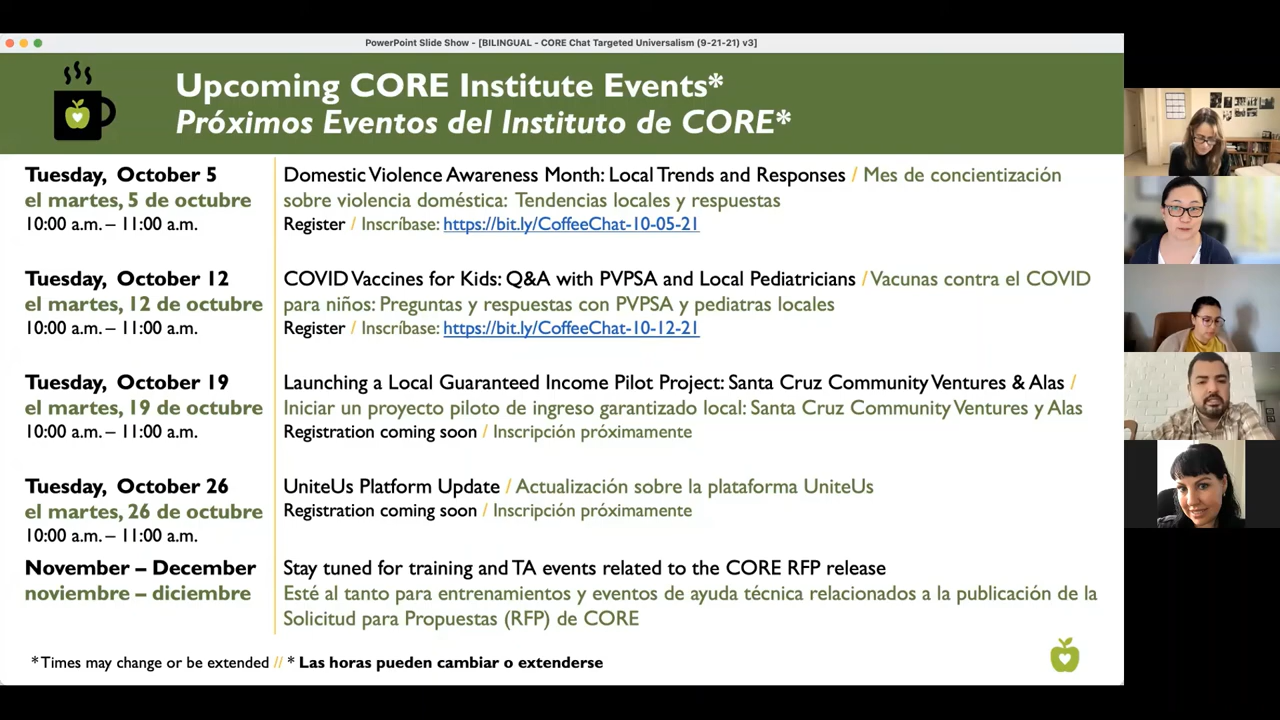 PowerPoint Slide Show - [BILINGUAL - CORE Chat Targeted Universalism (9-21-21) v3]
Upcoming CORE Institute Events*
Próximos Eventos del Instituto de CORE*
Tuesday, October 5
el martes, 5 de octubre
10:00 a.m. – 11:00 a.m.
Domestic Violence Awareness Month: Local Trends and Responses / Mes de concientización
sobre violencia doméstica: Tendencias locales y respuestas
Register / Inscríbase: https://bit.ly/CoffeeChat-10-05-21
Tuesday, October 12
el martes, 12 de octubre
10:00 a.m. – 11:00 a.m.
COVID Vaccines for Kids: Q&A with PVPSA and Local Pediatricians / Vacunas contra el COVID
para niños: Preguntas y respuestas con PVPSA y pediatras locales
Register / Inscríbase: https://bit.ly/CoffeeChat-10-12-21
Tuesday, October 19
el martes, 19 de octubre
10:00 a.m. – 11:00 a.m.
Launching a Local Guaranteed Income Pilot Project: Santa Cruz Community Ventures & Alas /
Iniciar un proyecto piloto de ingreso garantizado local: Santa Cruz Community Ventures y Alas
Registration coming soon / Inscripción próximamente
Tuesday, October 26
el martes, 26 de octubre
10:00 a.m. – 11:00 a.m.
UniteUs Platform Update / Actualización sobre la plataforma UniteUs
Registration coming soon / Inscripción próximamente
November – December
noviembre – diciembre
Stay tuned for training and TA events related to the CORE RFP release
Esté al tanto para entrenamientos y eventos de ayuda técnica relacionados a la publicación de la
Solicitud para Propuestas (RFP) de CORE
*Times may change or be extended // * Las horas pueden cambiar o extenderse